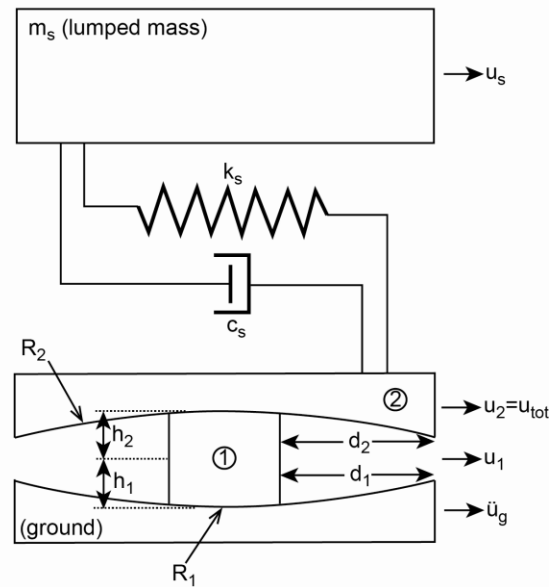 m_s (lumped mass)
u_s
k_s
c_s
R_2
②
h_2
d_2
u_2=u_tot
①
u_1
h_1
d_1
(ground)
ü_g
R_1